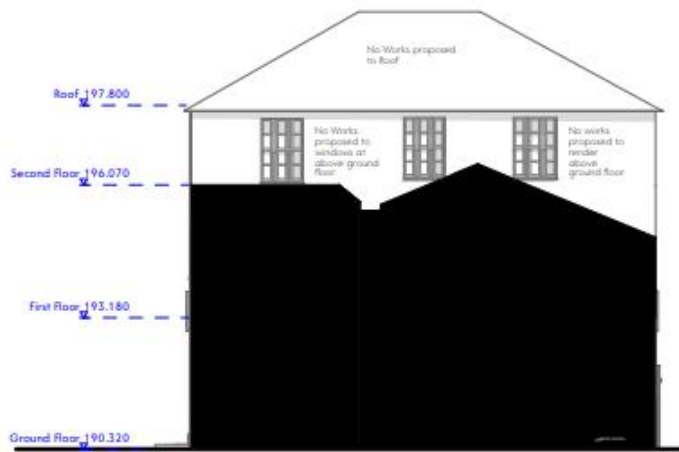 No Works proposed
to Roof
Roof 197.800
No Works
proposed to
windows at
above ground
floor
No works
proposed to
render
above
ground floor
Second Floor 196.070
First Floor 193.180
Ground Floor 190.320